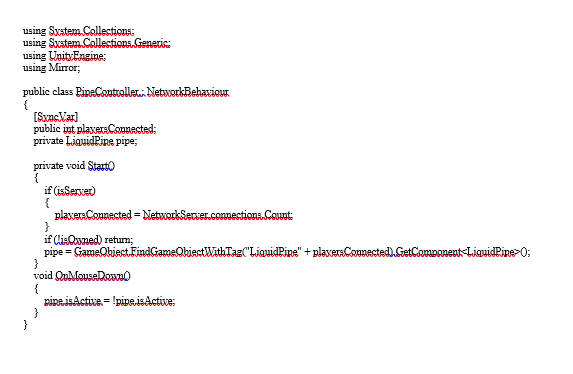 using System.Collections;
using System.Collections.Generic;
using UnityEngine;
using Mirror;

public class PipeController : NetworkBehaviour
{
    [SyncVar]
    public int playersConnected;
    private LiquidPipe pipe;

    private void Start()
    {
        if (isServer)
        {
            playersConnected = NetworkServer.connections.Count;
        }
        if (!isOwned) return;
        pipe = GameObject.FindGameObjectWithTag("LiquidPipe" + playersConnected).GetComponent<LiquidPipe>();
    }
    void OnMouseDown()
    {
        pipe.isActive = !pipe.isActive;
    }
}